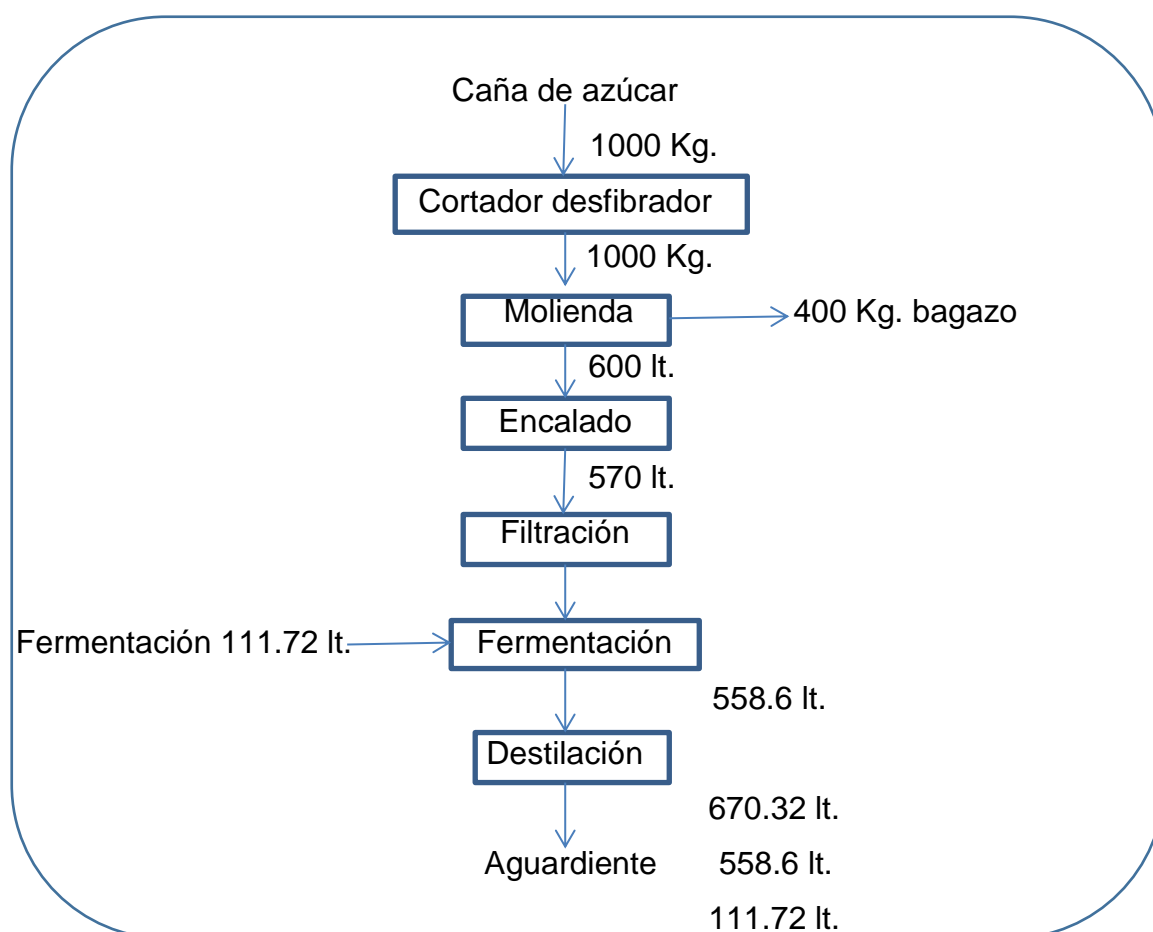 Caña de azúcar
1000 Kg.
Cortador desfibrador
1000 Kg.
Molienda
400 Kg. bagazo
600 lt.
Encalado
570 lt.
Filtración
Fermentación 111.72 lt.
Fermentación
558.6 lt.
Destilación
670.32 lt.
Aguardiente
558.6 lt.
111.72 lt.